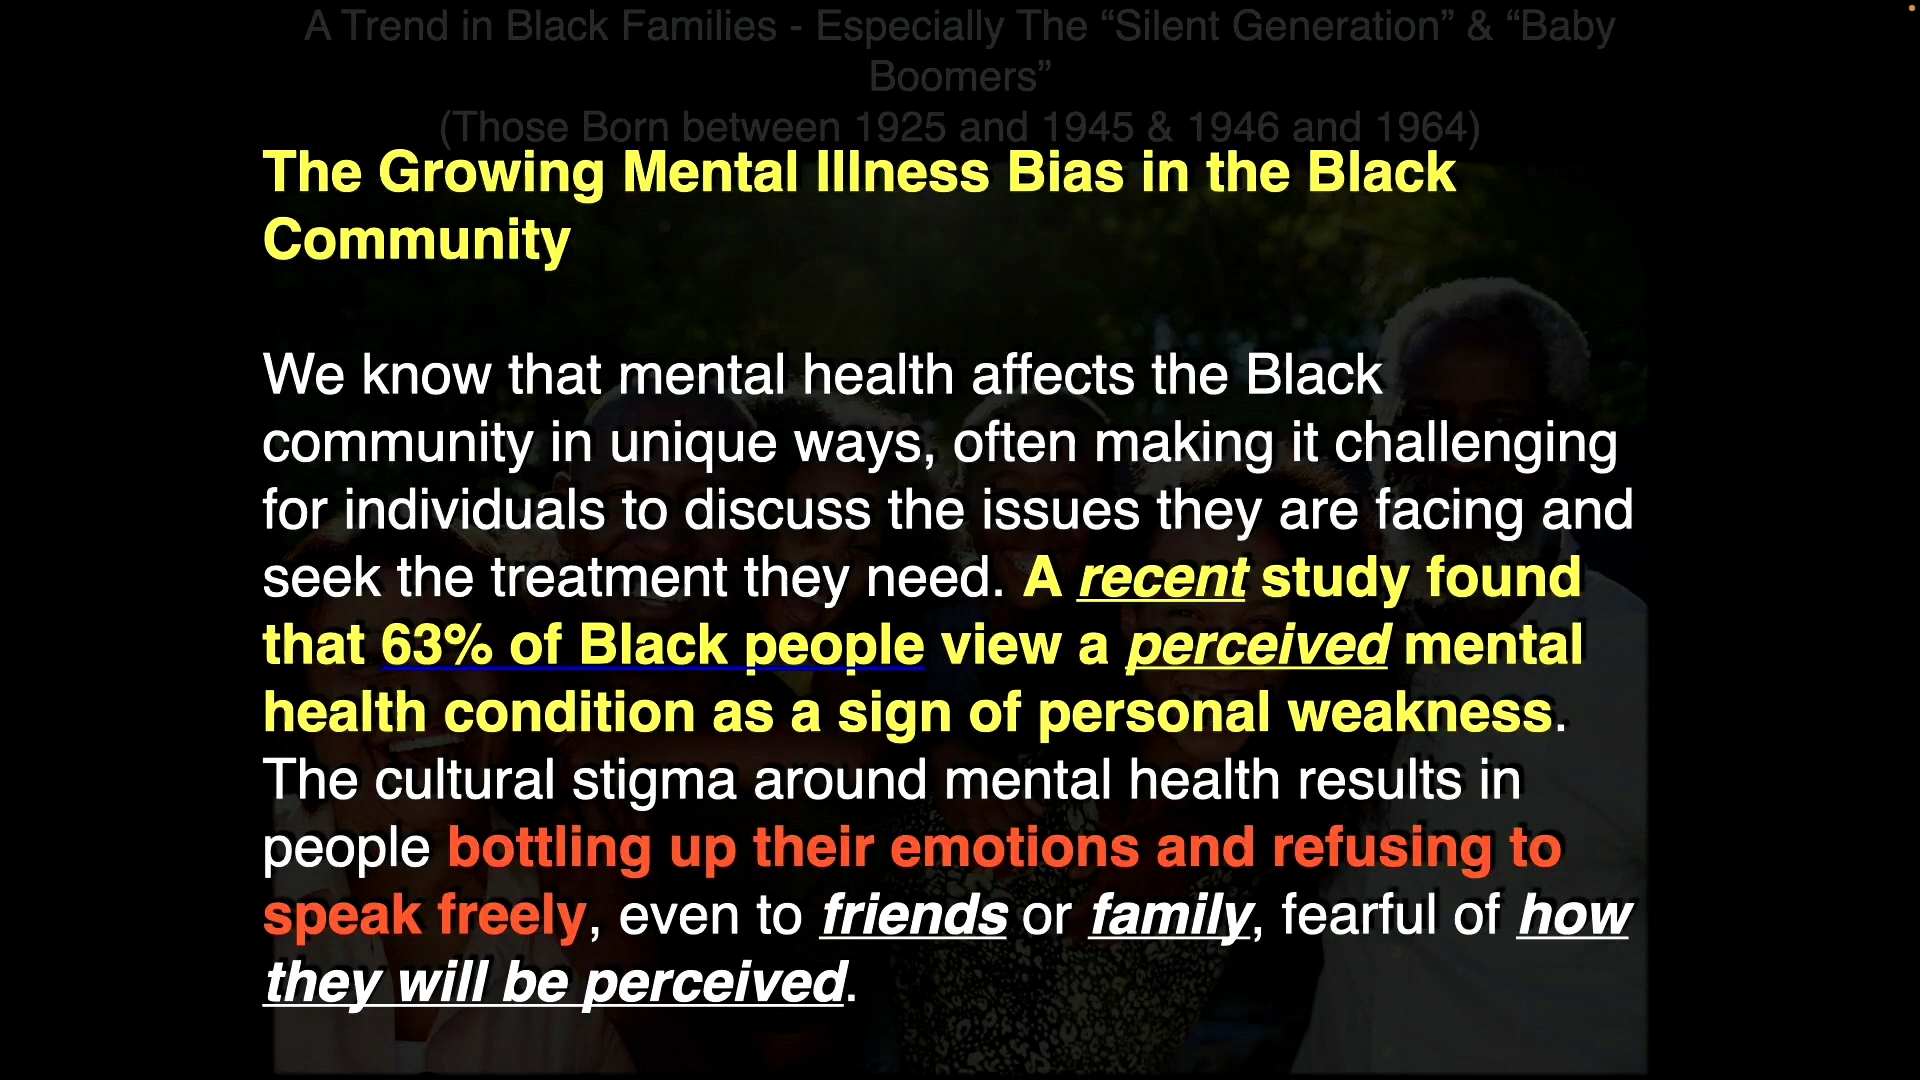 A Trend in Black Families - Especially The “Silent Generation” & “Baby
Boomers”
(Those Born between 1925 and 1945 & 1946 and 1964)
The Growing Mental Illness Bias in the Black
Community
We know that mental health affects the Black
community in unique ways, often making it challenging
for individuals to discuss the issues they are facing and
seek the treatment they need. A recent study found
that 63% of Black people view a perceived mental
health condition as a sign of personal weakness.
The cultural stigma around mental health results in
people bottling up their emotions and refusing to
speak freely, even to friends or family, fearful of how
they will be perceived.